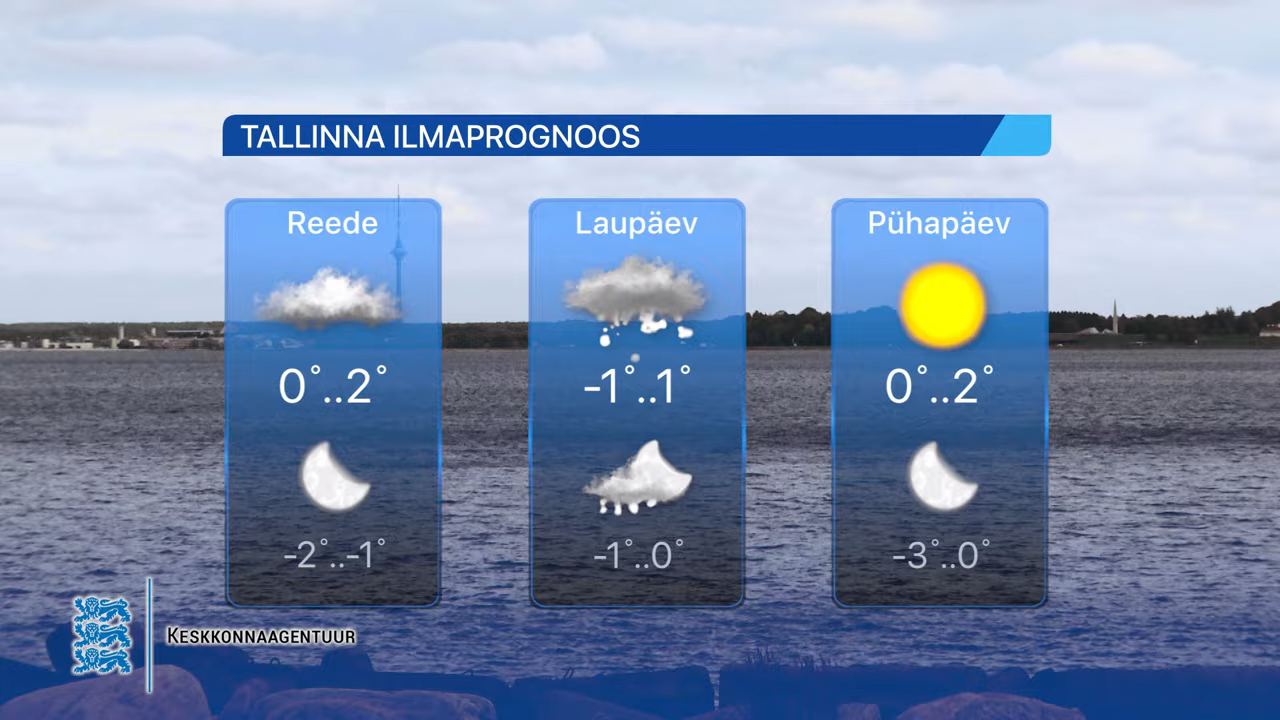 TALLINNA ILMAPROGNOOS
Reede
0°..2°
-2°..-1°
Laupäev
-1°..1°
-1°..0°
Pühapäev
0°..2°
-3°..0°
KESKKONNAAGENTUUR